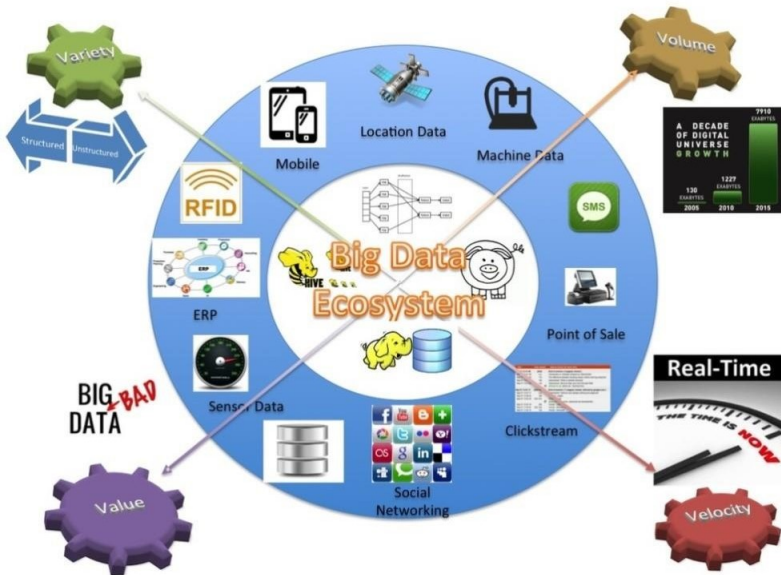 Variety
Structured
Unstructured
Volume
7910
EXABYTES
A DECADE
OF DIGITAL
UNIVERSE
GROWTH
1227
EXABYTES
130
EXABYTES
2005
2010
2015
Mobile
Location Data
Machine Data
RFID
SMS
ERP
ERP
HIVE
Big Data
Ecosystem
Point of Sale
Sensor Data
BIG
DATA
BAD
Clickstream
Social
Networking
Real-Time
THE TIME IS NOW
Value
Velocity